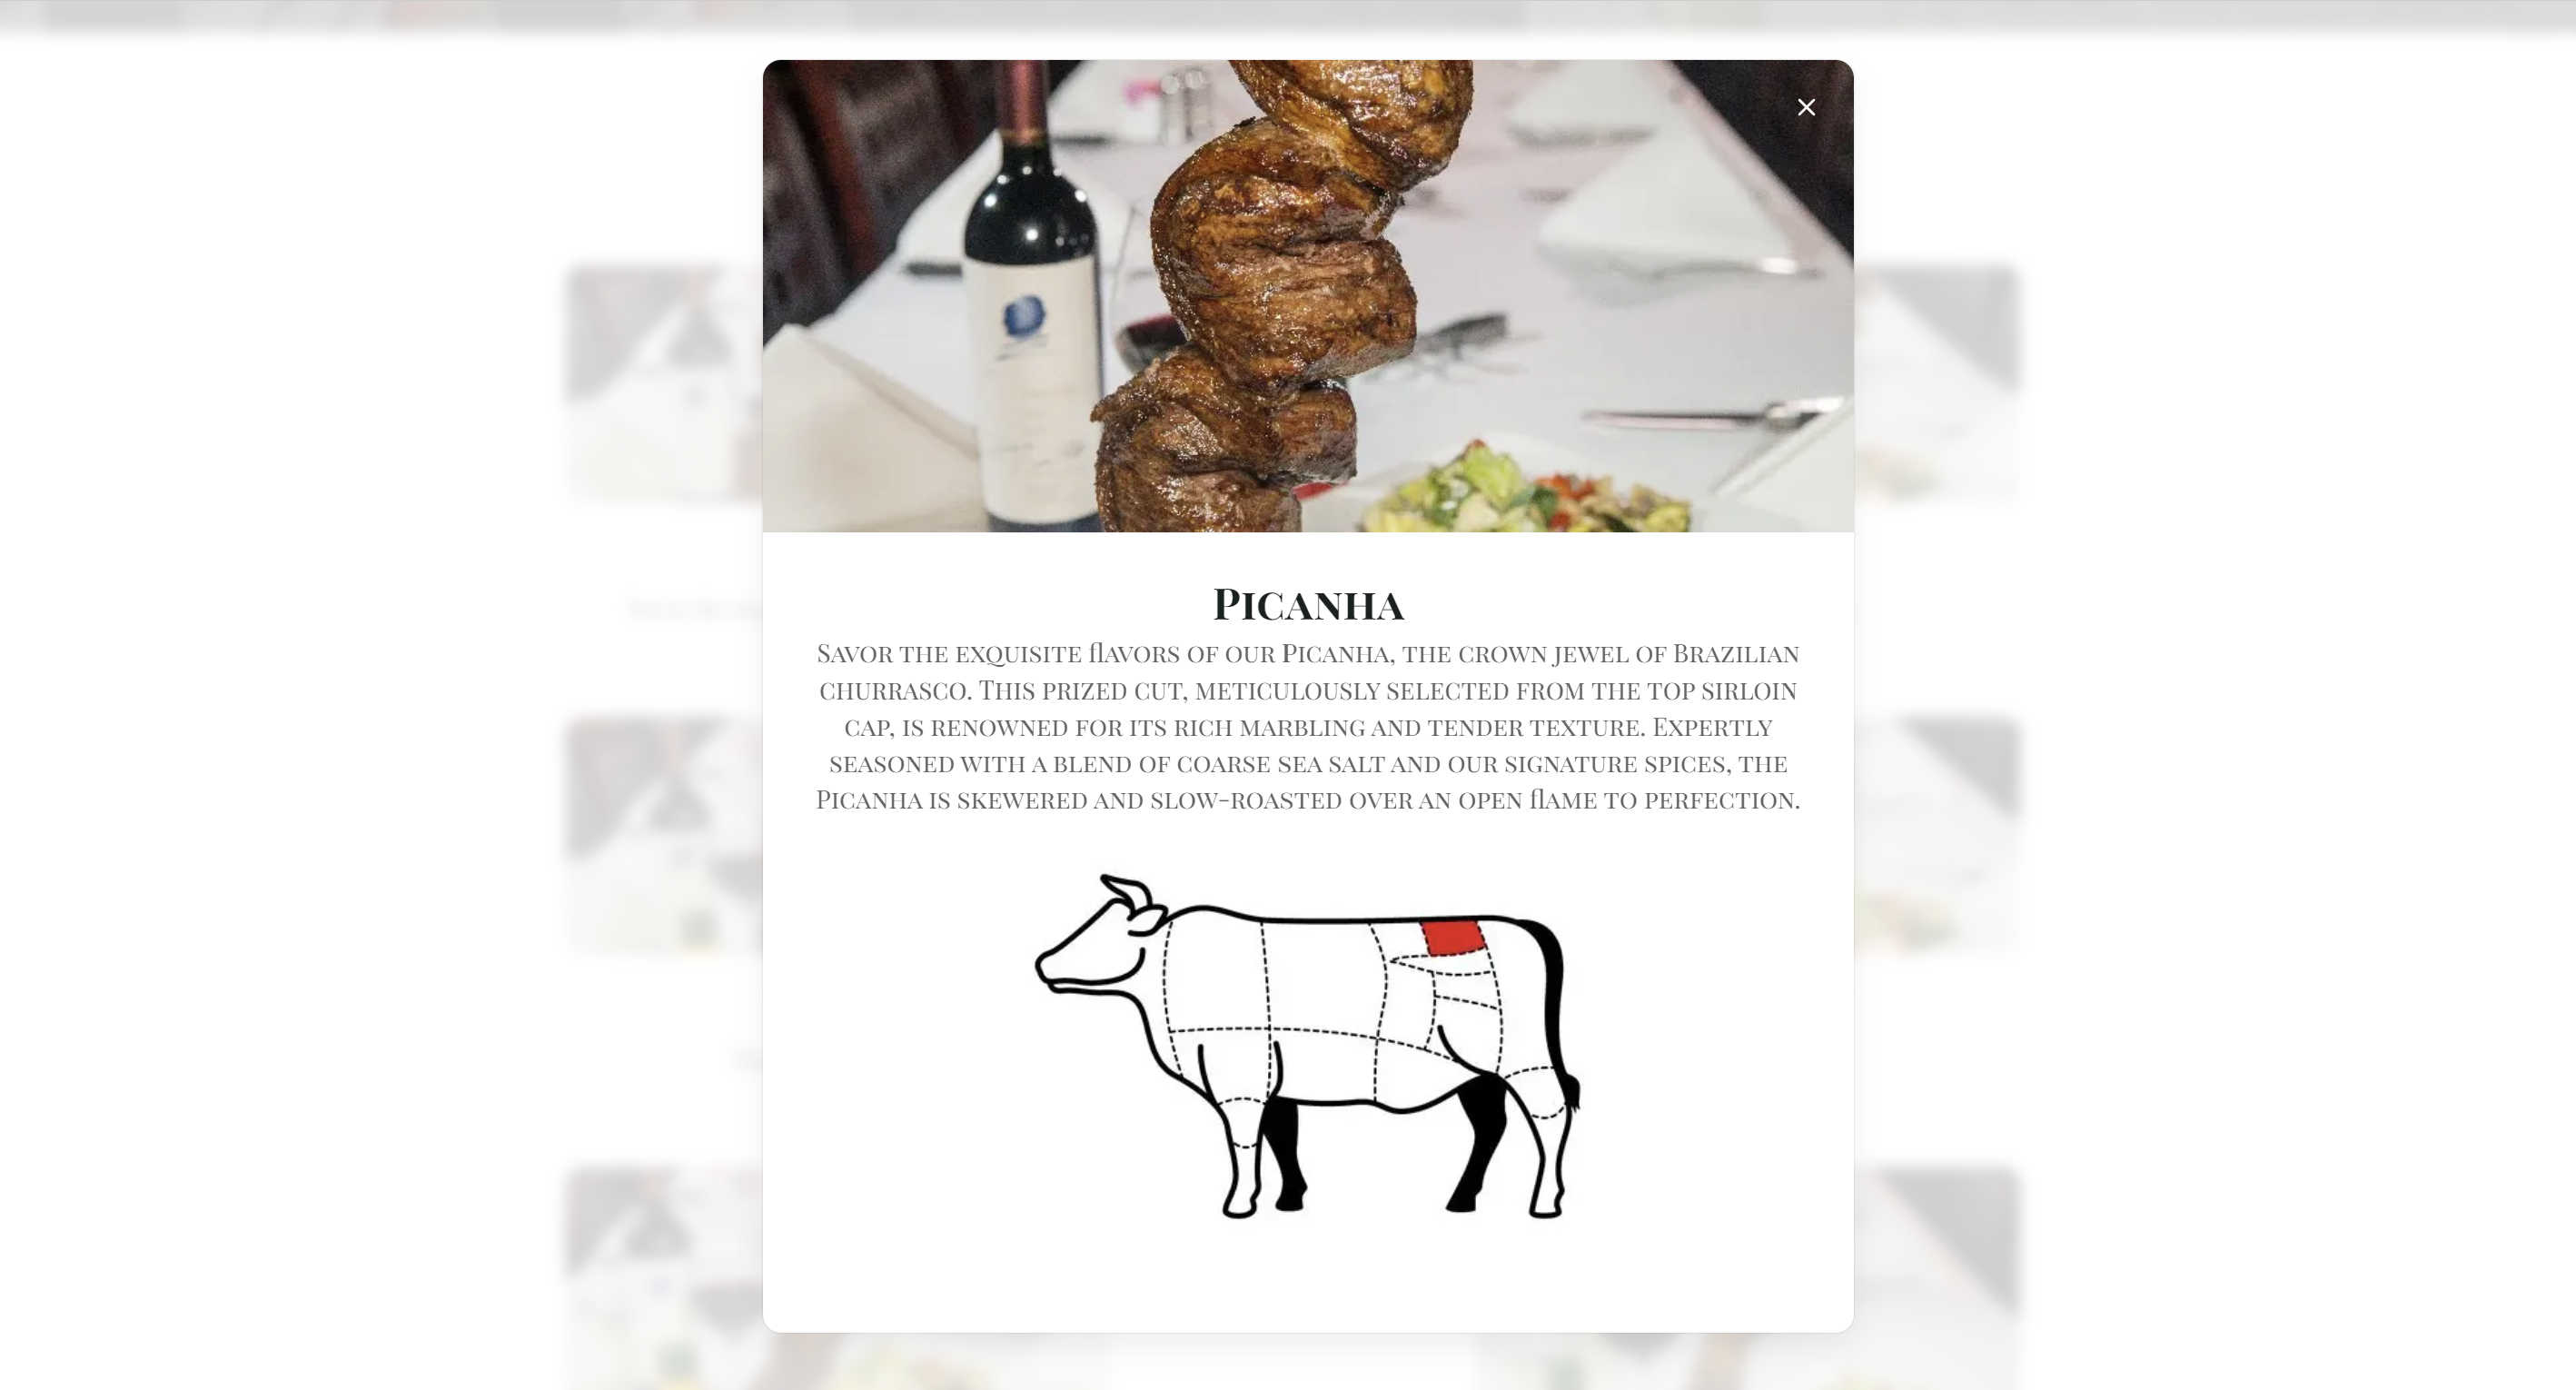 Picanha
Savor the exquisite flavors of our Picanha, the crown jewel of Brazilian
churrasco. This prized cut, meticulously selected from the top sirloin
cap, is renowned for its rich marbling and tender texture. Expertly
seasoned with a blend of coarse sea salt and our signature spices, the
Picanha is skewered and slow-roasted over an open flame to perfection.